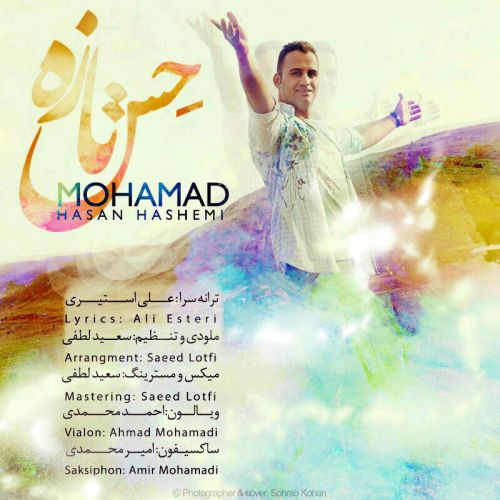 حس تازه
MOHAMAD
HASAN HASHEMI
ترانه سرا: علی استیری
Lyrics: Ali Esteri
ملودی و تنظیم: سعید لطفی
Arrangment: Saeed Lotfi
میکس و مسترینگ: سعید لطفی
Mastering: Saeed Lotfi
ویالون: احمد محمدی
Vialon: Ahmad Mohamadi
ساکسیفون: امیر محمدی
Saksiphon: Amir Mohamadi
© Photographer & cover: Sohrab Kohan